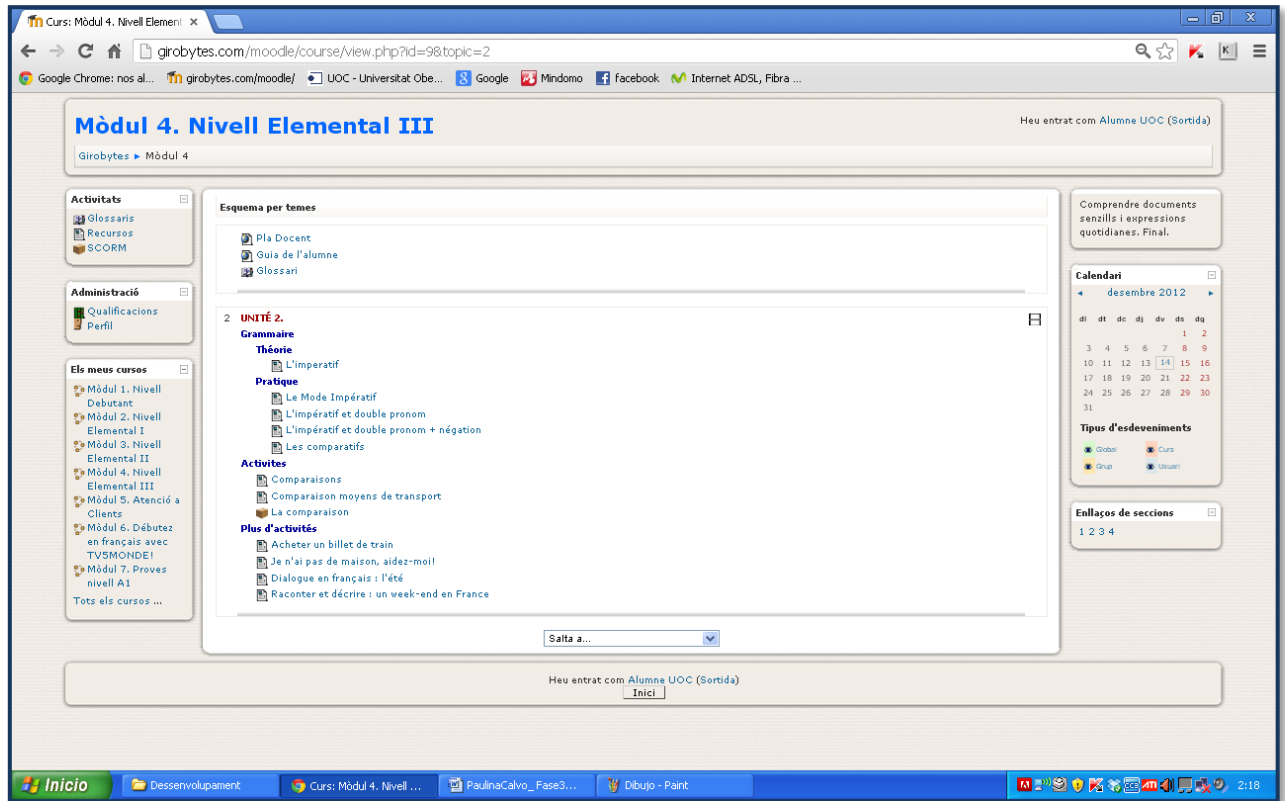 Curs: Mòdul 4. Nivell Element
girobytes.com/moodle/course/view.php?id=9&topic=2
Google Chrome: nos al... girobytes.com/moodle/ UOC - Universitat Obe... Google Mindomo facebook Internet ADSL, Fibra ...
Mòdul 4. Nivell Elemental III
Heu entrat com Alumne UOC (Sortida)
Girobytes ► Mòdul 4
Activitats
Glossaris
Recursos
SCORM
Administració
Qualificacions
Perfil
Els meus cursos
Mòdul 1. Nivell
Debutant
Mòdul 2. Nivell
Elemental I
Mòdul 3. Nivell
Elemental II
Mòdul 4. Nivell
Elemental III
Mòdul 5. Atenció a
Clients
Mòdul 6. Débutez
en français avec
TV5MONDE!
Mòdul 7. Proves
nivell A1
Tots els cursos ...
Esquema per temes
Pla Docent
Guia de l'alumne
Glossari
2 UNITÉ 2.
Grammaire
Théorie
L'imperatif
Pratique
Le Mode Impératif
L'impératif et double pronom
L'impératif et double pronom + négation
Les comparatifs
Activites
Comparaisons
Comparaison moyens de transport
La comparaison
Plus d'activités
Acheter un billet de train
Je n'ai pas de maison, aidez-moi!
Dialogue en français : l'été
Raconter et décrire : un week-end en France
Salta a...
Comprendre documents
senzills i expressions
quotidianes. Final.
Calendari
◄ desembre 2012 ►
dl dt dc dj dv ds dg
1 2
3 4 5 6 7 8 9
10 11 12 13 14 15 16
17 18 19 20 21 22 23
24 25 26 27 28 29 30
31
Tipus d'esdeveniments
Global Curs
Grup Usuari
Enllaços de seccions
1 2 3 4
Heu entrat com Alumne UOC (Sortida)
Inici
Inicio Dessenvolupament Curs: Mòdul 4. Nivell ... PaulinaCalvo_ Fase3... Dibujo - Paint 2:18